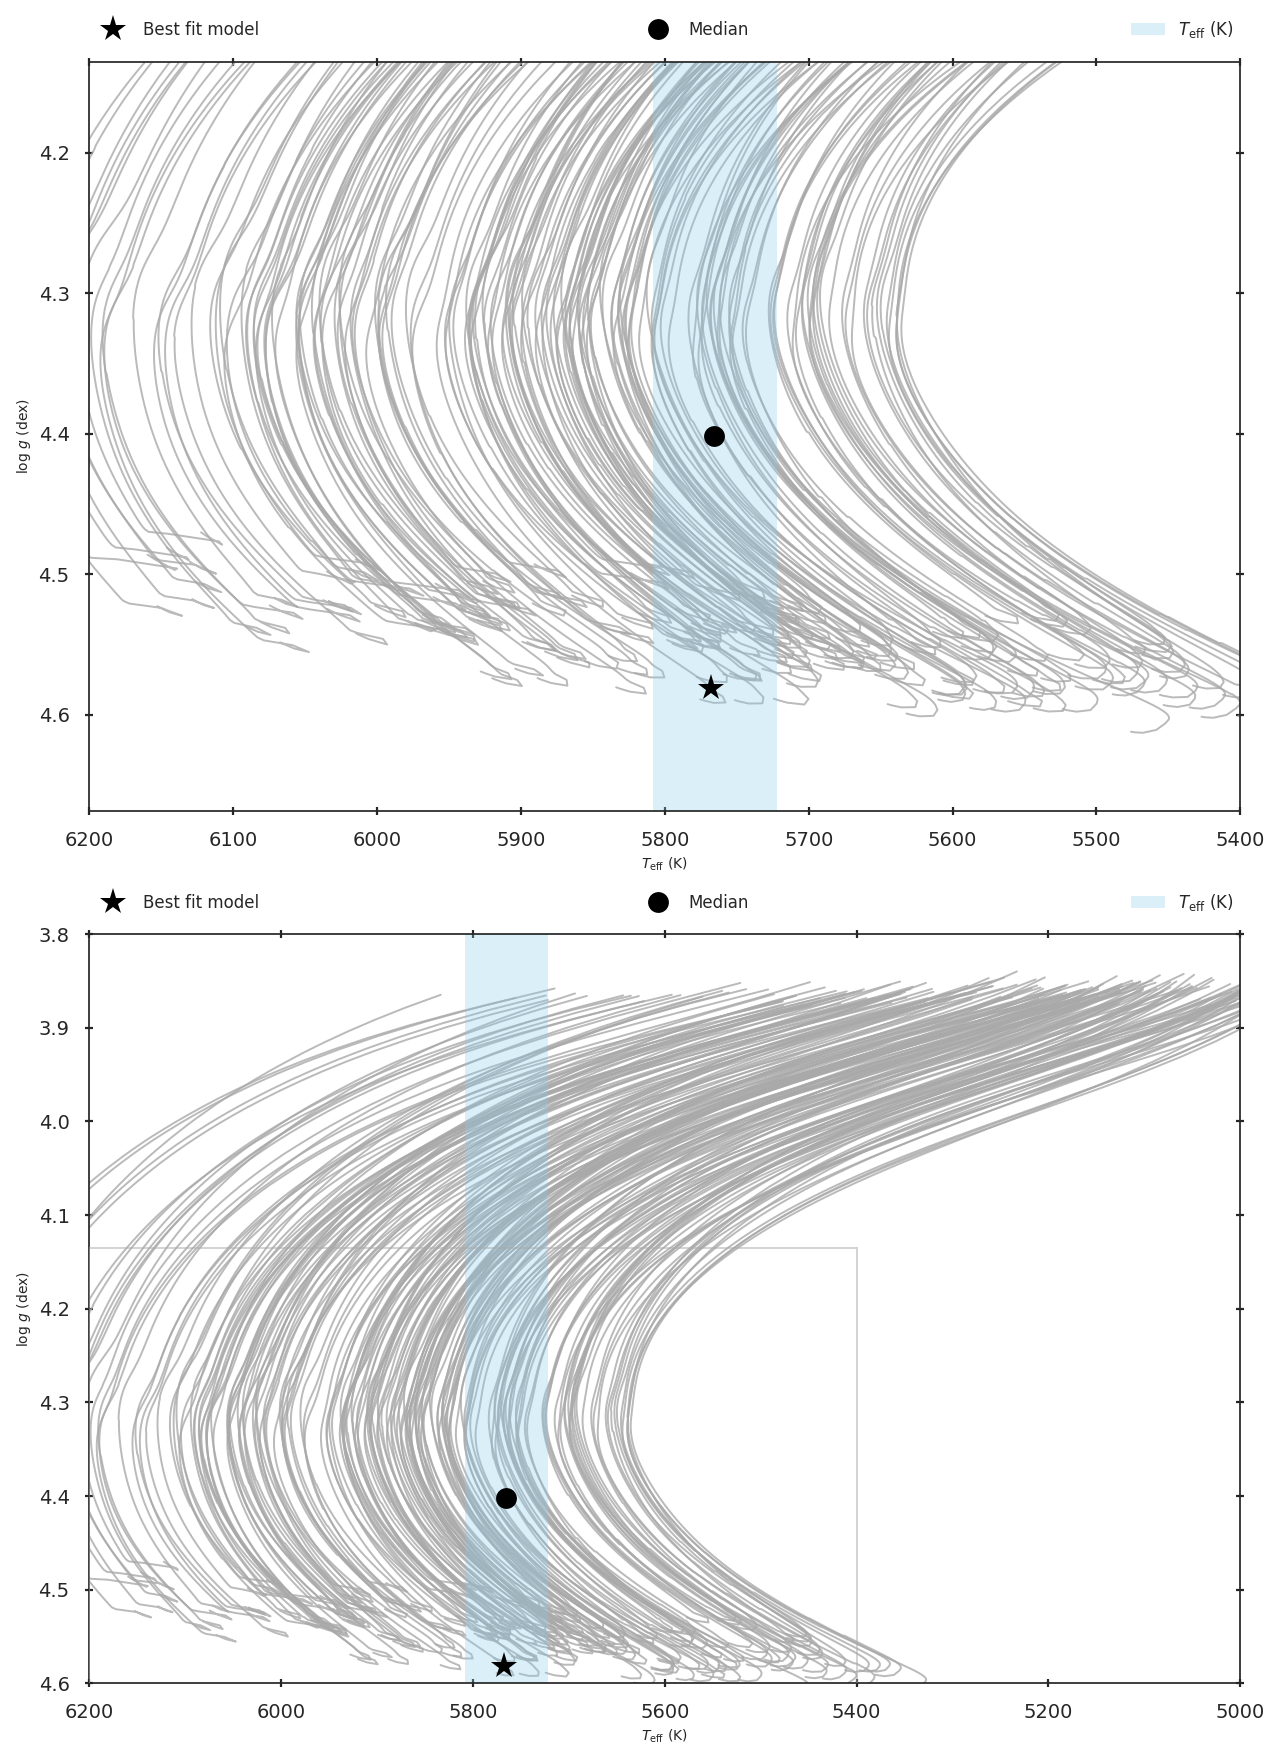 Best fit model Median T_eff (K)
4.2
4.3
4.4
log g (dex)
4.5
4.6
6200 6100 6000 5900 5800 5700 5600 5500 5400
T_eff (K)
Best fit model Median T_eff (K)
3.8
3.9
4.0
4.1
4.2
log g (dex)
4.3
4.4
4.5
4.6
6200 6000 5800 5600 5400 5200 5000
T_eff (K)